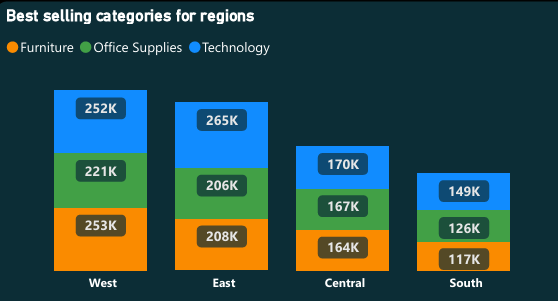 Best selling categories for regions
Furniture Office Supplies Technology
252K 265K 170K 149K
221K 206K 167K 126K
253K 208K 164K 117K
West East Central South